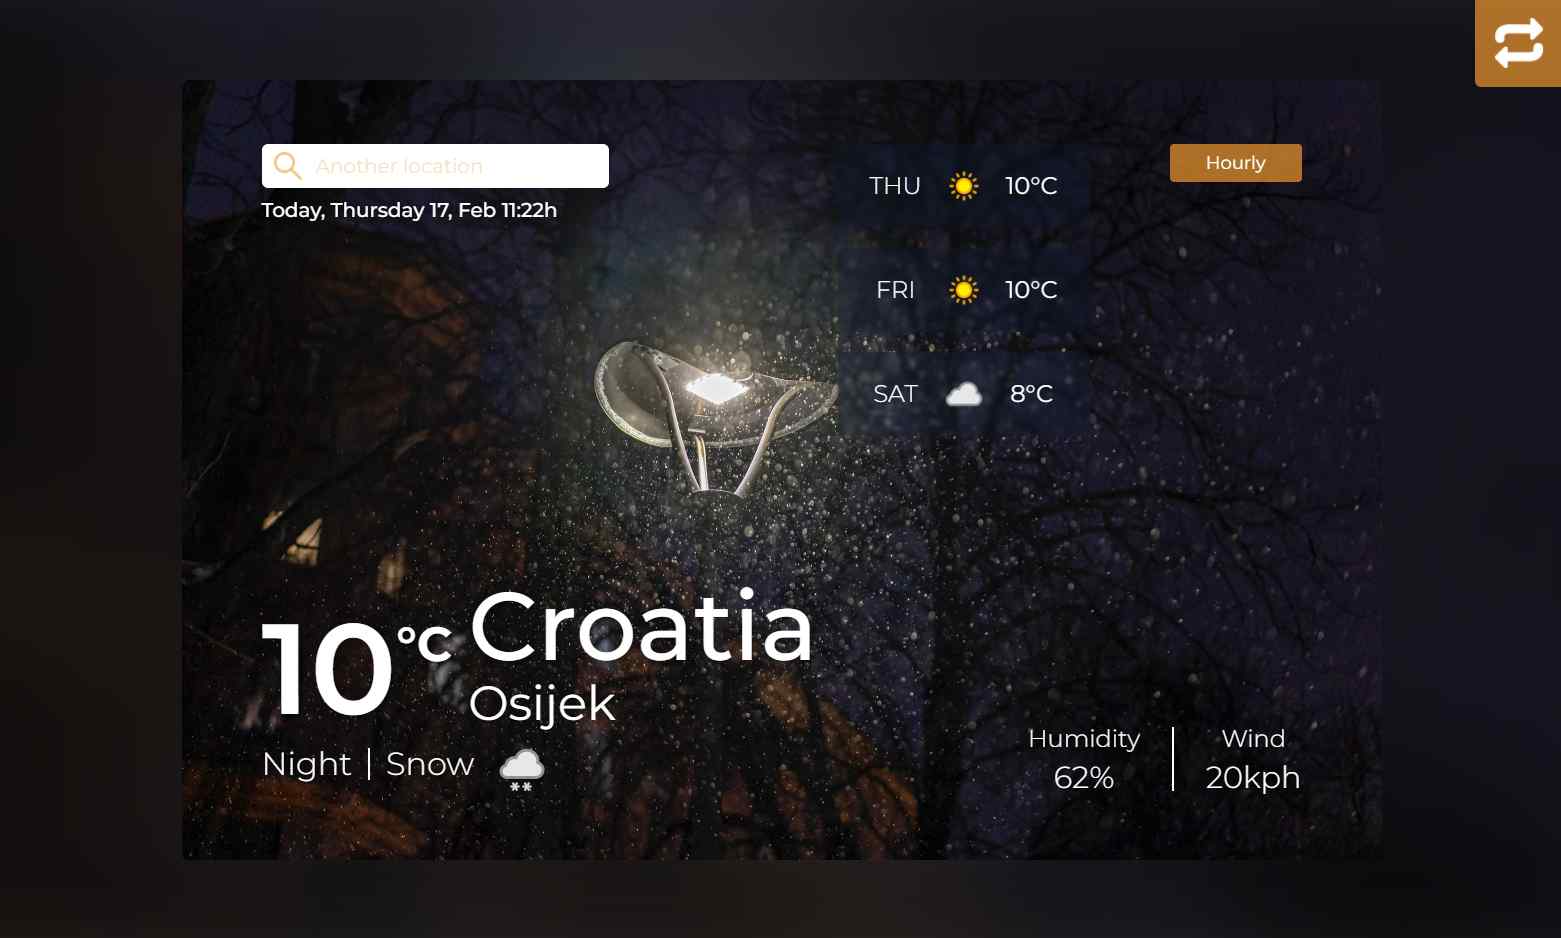 Another location
Today, Thursday 17, Feb 11:22h
THU 10°C
FRI 10°C
SAT 8°C
Hourly
10°C
Croatia
Osijek
Night | Snow
Humidity
62%
Wind
20kph